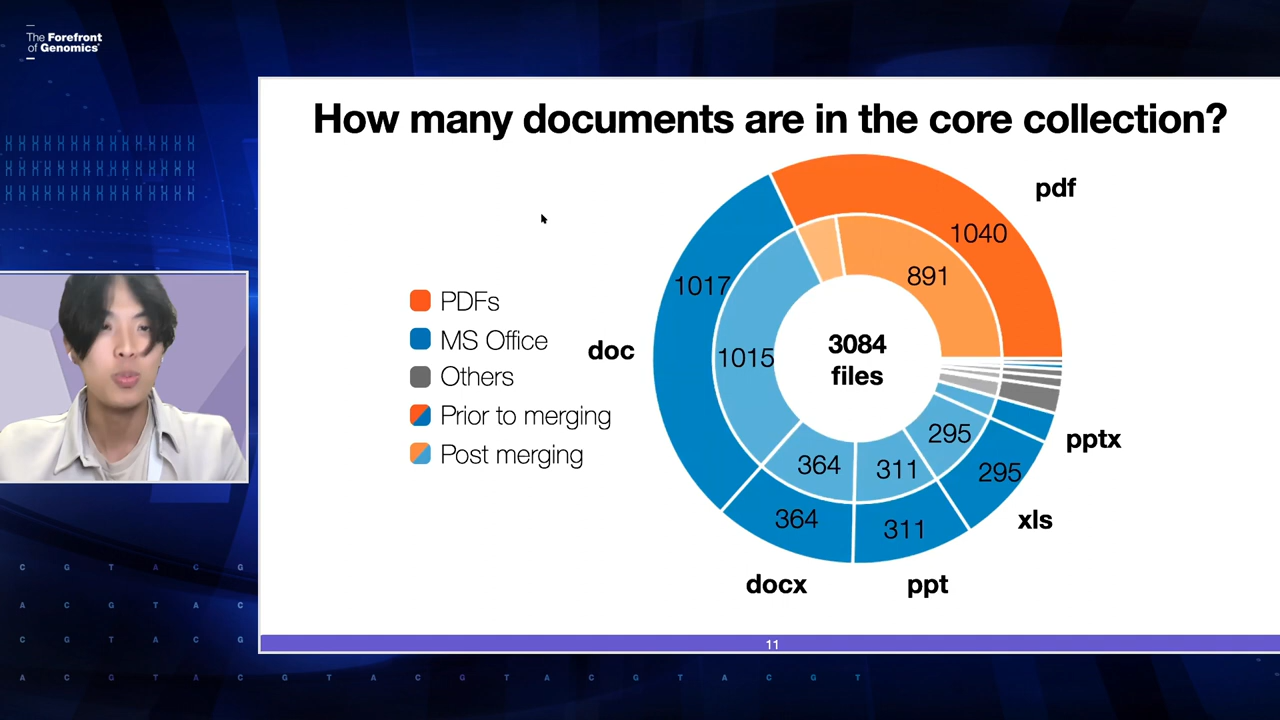 The Forefront
of Genomics®
How many documents are in the core collection?
pdf
1040
891
1017
PDFs
MS Office
Others
Prior to merging
Post merging
doc
1015
3084
files
295
pptx
364
311
295
xls
364
311
docx
ppt
11
C G T A C G
A C G T A C
C G T A C G
A C G T A C G T A C G T A C G T A C G T